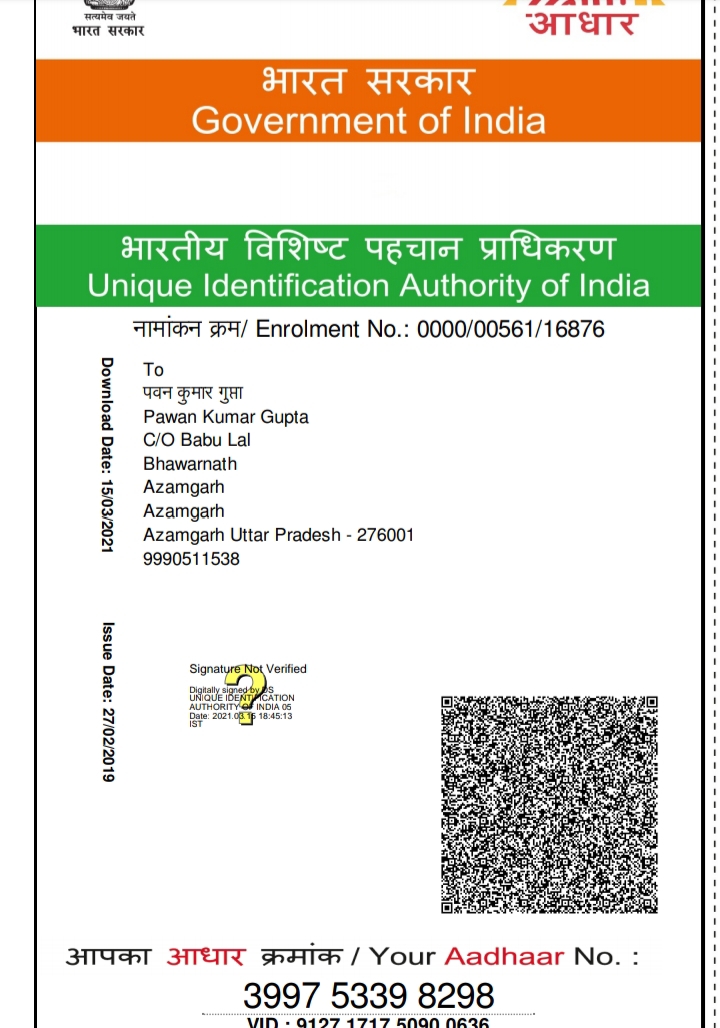 सत्यमेव जयते
भारत सरकार
आधार
भारत सरकार
Government of India
भारतीय विशिष्ट पहचान प्राधिकरण
Unique Identification Authority of India
नामांकन क्रम/ Enrolment No.: 0000/00561/16876
Download Date: 15/03/2021
To
पवन कुमार गुप्ता
Pawan Kumar Gupta
C/O Babu Lal
Bhawarnath
Azamgarh
Azamgarh
Azamgarh Uttar Pradesh - 276001
9990511538
Issue Date: 27/02/2019
Signature Not Verified
Digitally signed by DS
UNIQUE IDENTIFICATION
AUTHORITY OF INDIA 05
Date: 2021.03.15 18:45:13
IST
आपका आधार क्रमांक / Your Aadhaar No. :
3997 5339 8298
VID : 9127 1717 5090 0636